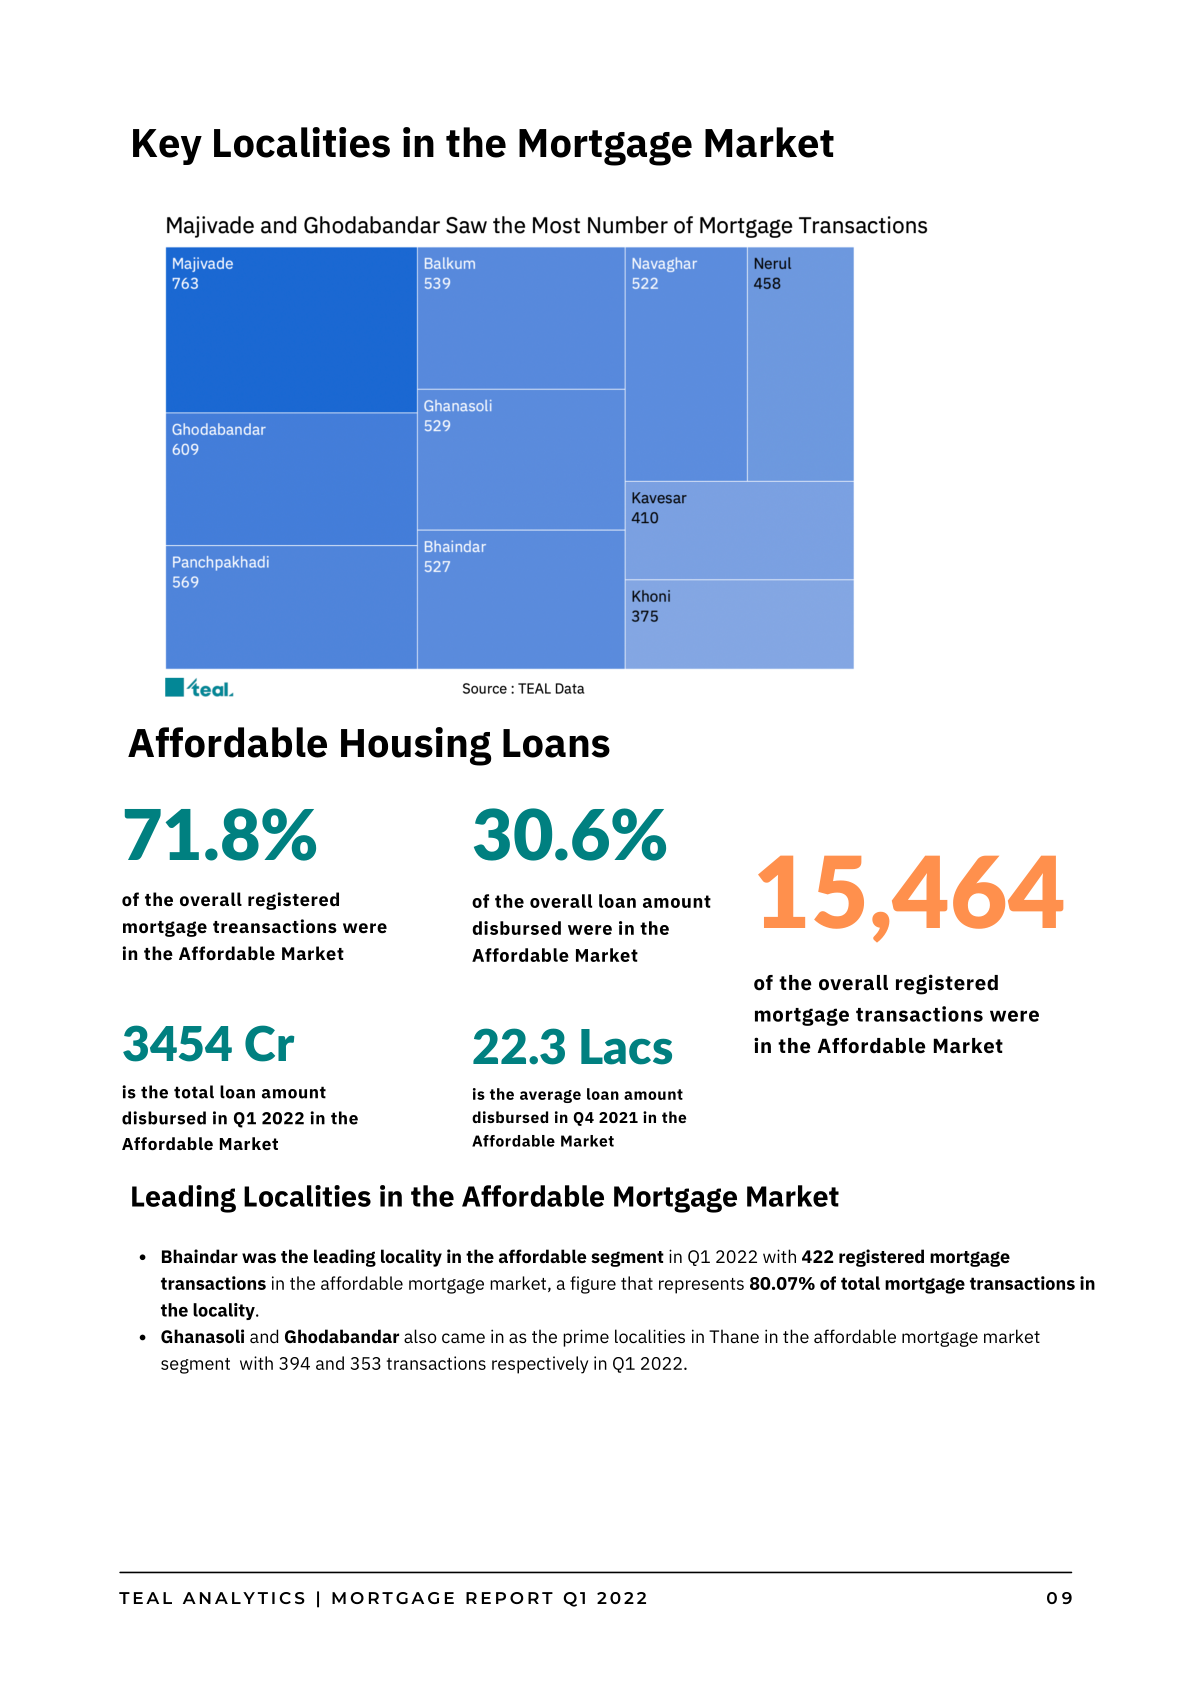 Key Localities in the Mortgage Market
Majivade and Ghodabandar Saw the Most Number of Mortgage Transactions
Majivade
763
Ghodabandar
609
Panchpakhadi
569
Balkum
539
Ghanasoli
529
Bhaindar
527
Navaghar
522
Nerul
458
Kavesar
410
Khoni
375
teal.
Source : TEAL Data
Affordable Housing Loans
71.8%
of the overall registered
mortgage treansactions were
in the Affordable Market
30.6%
of the overall loan amount
disbursed were in the
Affordable Market
15,464
of the overall registered
mortgage transactions were
in the Affordable Market
3454 Cr
is the total loan amount
disbursed in Q1 2022 in the
Affordable Market
22.3 Lacs
is the average loan amount
disbursed in Q4 2021 in the
Affordable Market
Leading Localities in the Affordable Mortgage Market
• Bhaindar was the leading locality in the affordable segment in Q1 2022 with 422 registered mortgage
transactions in the affordable mortgage market, a figure that represents 80.07% of total mortgage transactions in
the locality.
• Ghanasoli and Ghodabandar also came in as the prime localities in Thane in the affordable mortgage market
segment  with 394 and 353 transactions respectively in Q1 2022.
TEAL ANALYTICS | MORTGAGE REPORT Q1 2022
09